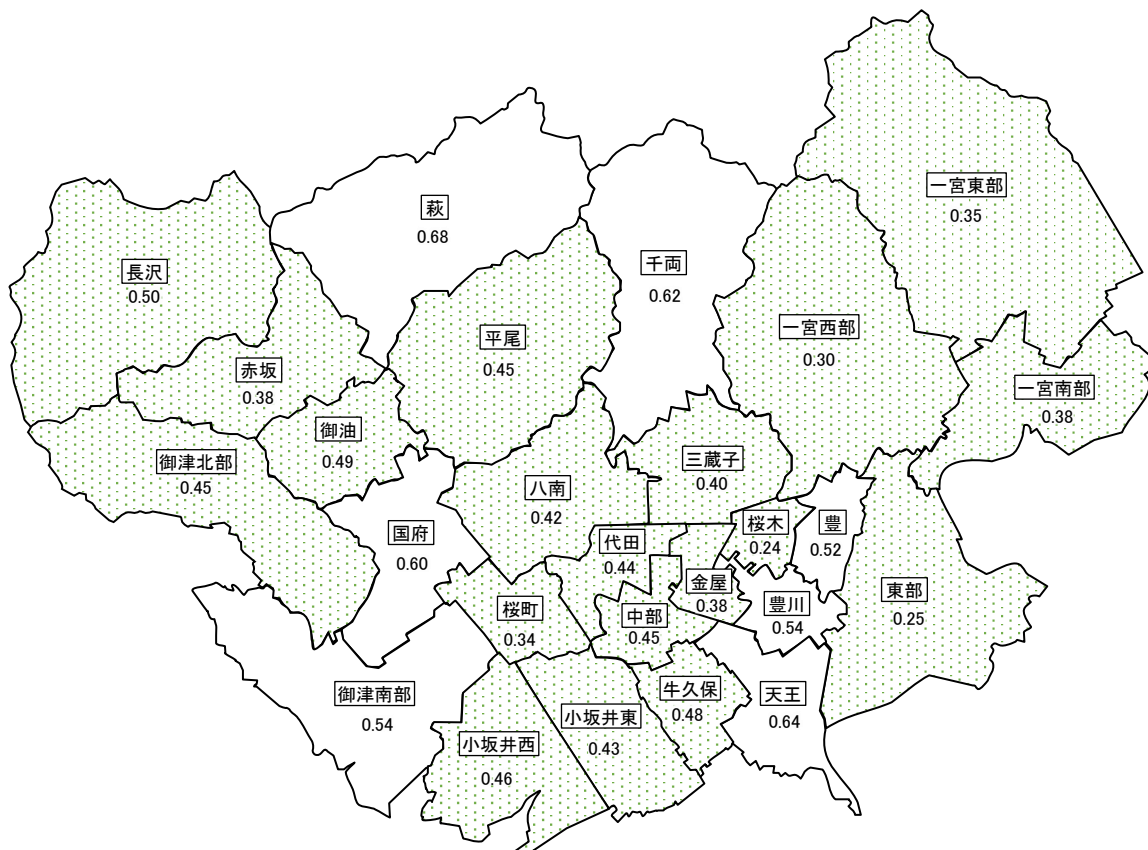 一宮東部
0.35
萩
0.68
千両
0.62
長沢
0.50
一宮西部
0.30
平尾
0.45
赤坂
0.38
一宮南部
0.38
御油
0.49
御津北部
0.45
三蔵子
0.40
八南
0.42
国府
0.60
代田
0.44
桜木
0.24
豊
0.52
金屋
0.38
東部
0.25
豊川
0.54
桜町
0.34
中部
0.45
御津南部
0.54
牛久保
0.48
天王
0.64
小坂井東
0.43
小坂井西
0.46